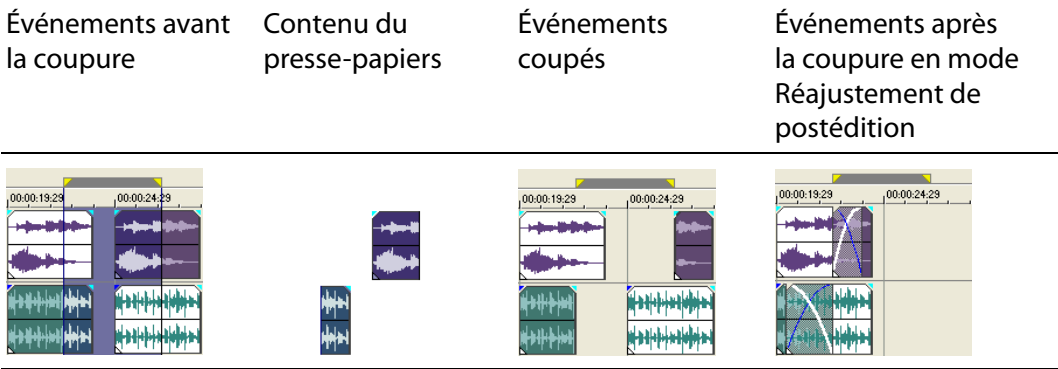 Événements avant
la coupure
Contenu du
presse-papiers
Événements
coupés
Événements après
la coupure en mode
Réajustement de
postédition
00:00:19:29 00:00:24:29
00:00:19:29 00:00:24:29
00:00:19:29 00:00:24:29